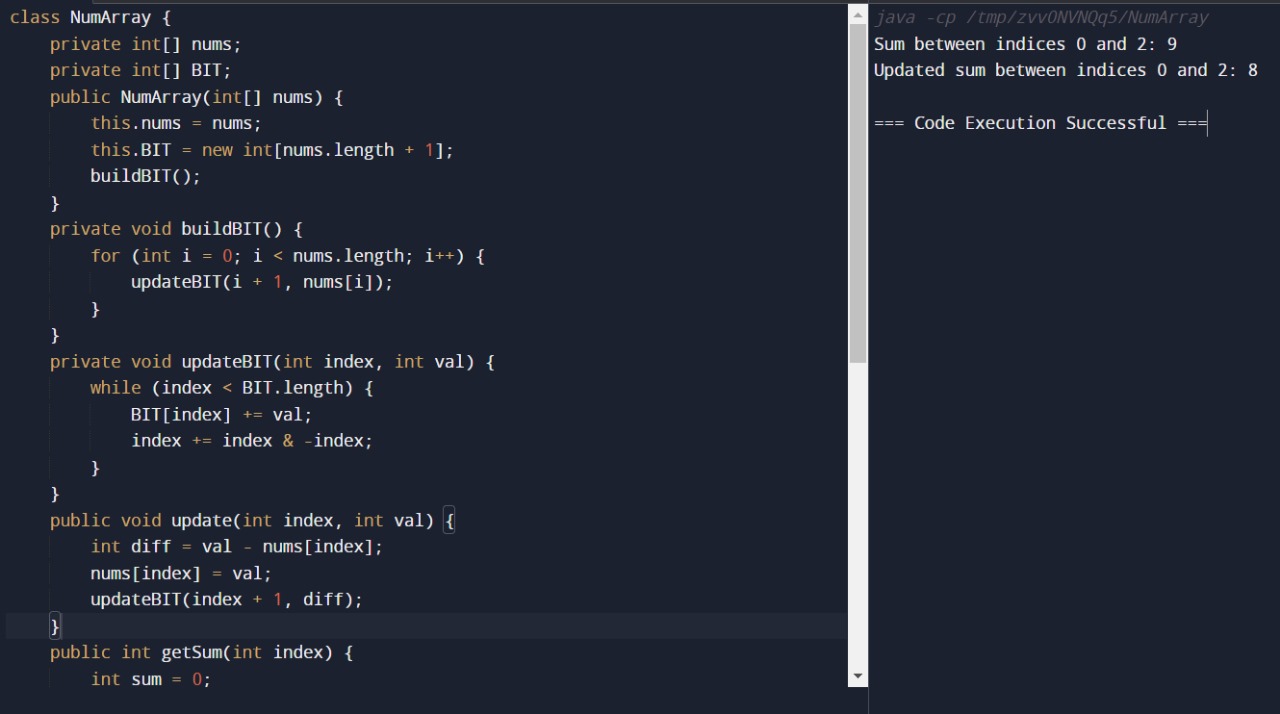 class NumArray {
    private int[] nums;
    private int[] BIT;
    public NumArray(int[] nums) {
        this.nums = nums;
        this.BIT = new int[nums.length + 1];
        buildBIT();
    }
    private void buildBIT() {
        for (int i = 0; i < nums.length; i++) {
            updateBIT(i + 1, nums[i]);
        }
    }
    private void updateBIT(int index, int val) {
        while (index < BIT.length) {
            BIT[index] += val;
            index += index & -index;
        }
    }
    public void update(int index, int val) {
        int diff = val - nums[index];
        nums[index] = val;
        updateBIT(index + 1, diff);
    }
    public int getSum(int index) {
        int sum = 0;
java -cp /tmp/zvvONVNQq5/NumArray
Sum between indices 0 and 2: 9
Updated sum between indices 0 and 2: 8
=== Code Execution Successful ===